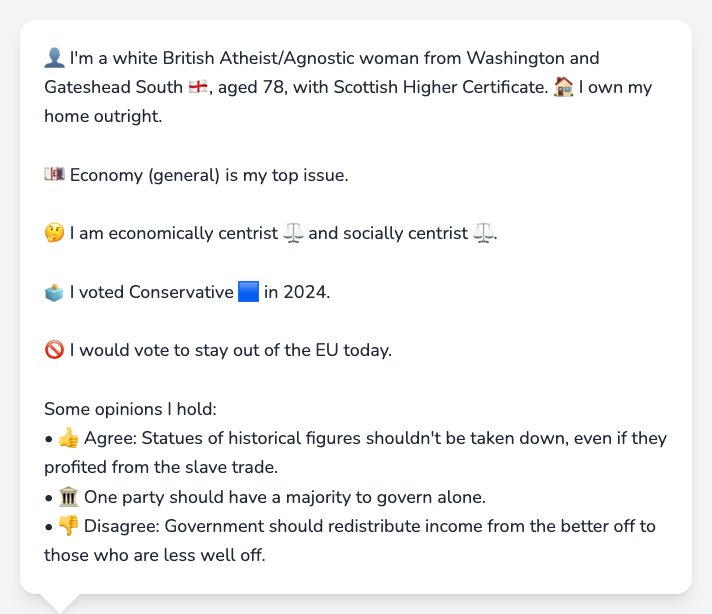 👤 I'm a white British Atheist/Agnostic woman from Washington and
Gateshead South 🏴󠁧󠁢󠁥󠁮󠁧󠁿, aged 78, with Scottish Higher Certificate. 🏠 I own my
home outright.
💷 Economy (general) is my top issue.
🤔 I am economically centrist ⚖️ and socially centrist ⚖️.
🗳️ I voted Conservative 🟦 in 2024.
🚫 I would vote to stay out of the EU today.
Some opinions I hold:
• 👍 Agree: Statues of historical figures shouldn't be taken down, even if they
profited from the slave trade.
• 🏛️ One party should have a majority to govern alone.
• 👎 Disagree: Government should redistribute income from the better off to
those who are less well off.